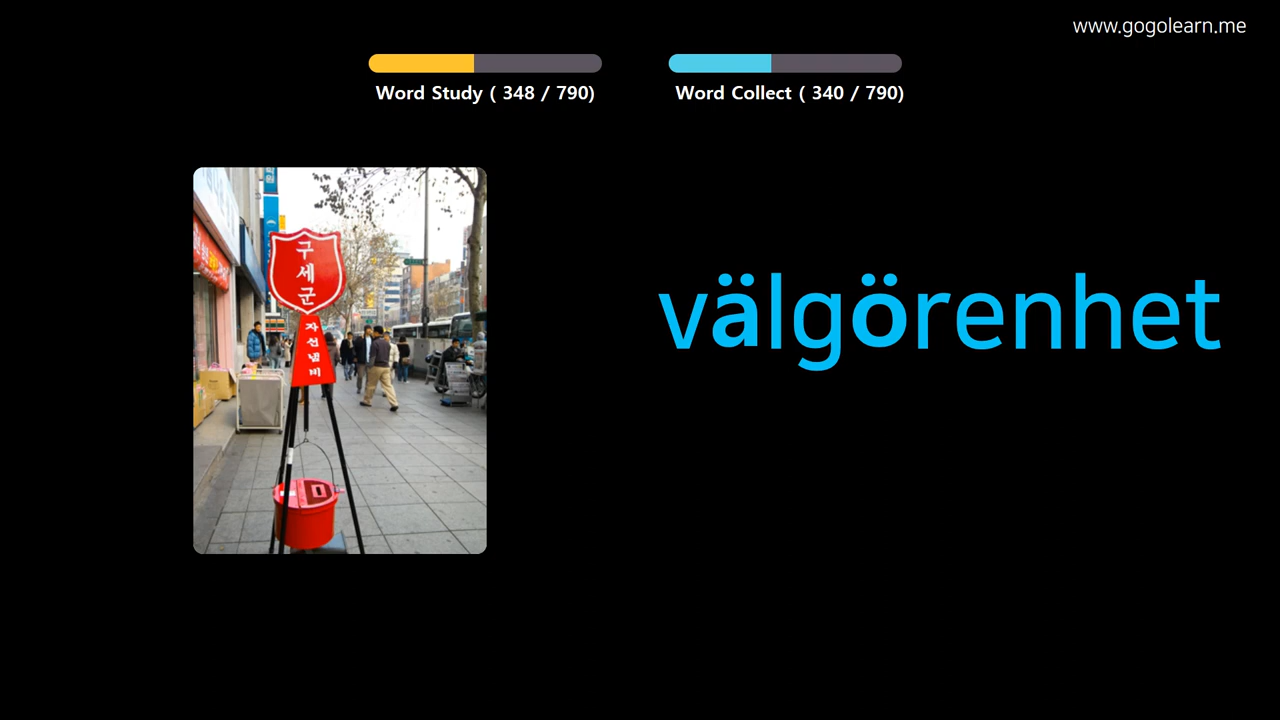 www.gogolearn.me
Word Study ( 348 / 790)
Word Collect ( 340 / 790)
구
세
군
자
선
냄
비
välgörenhet